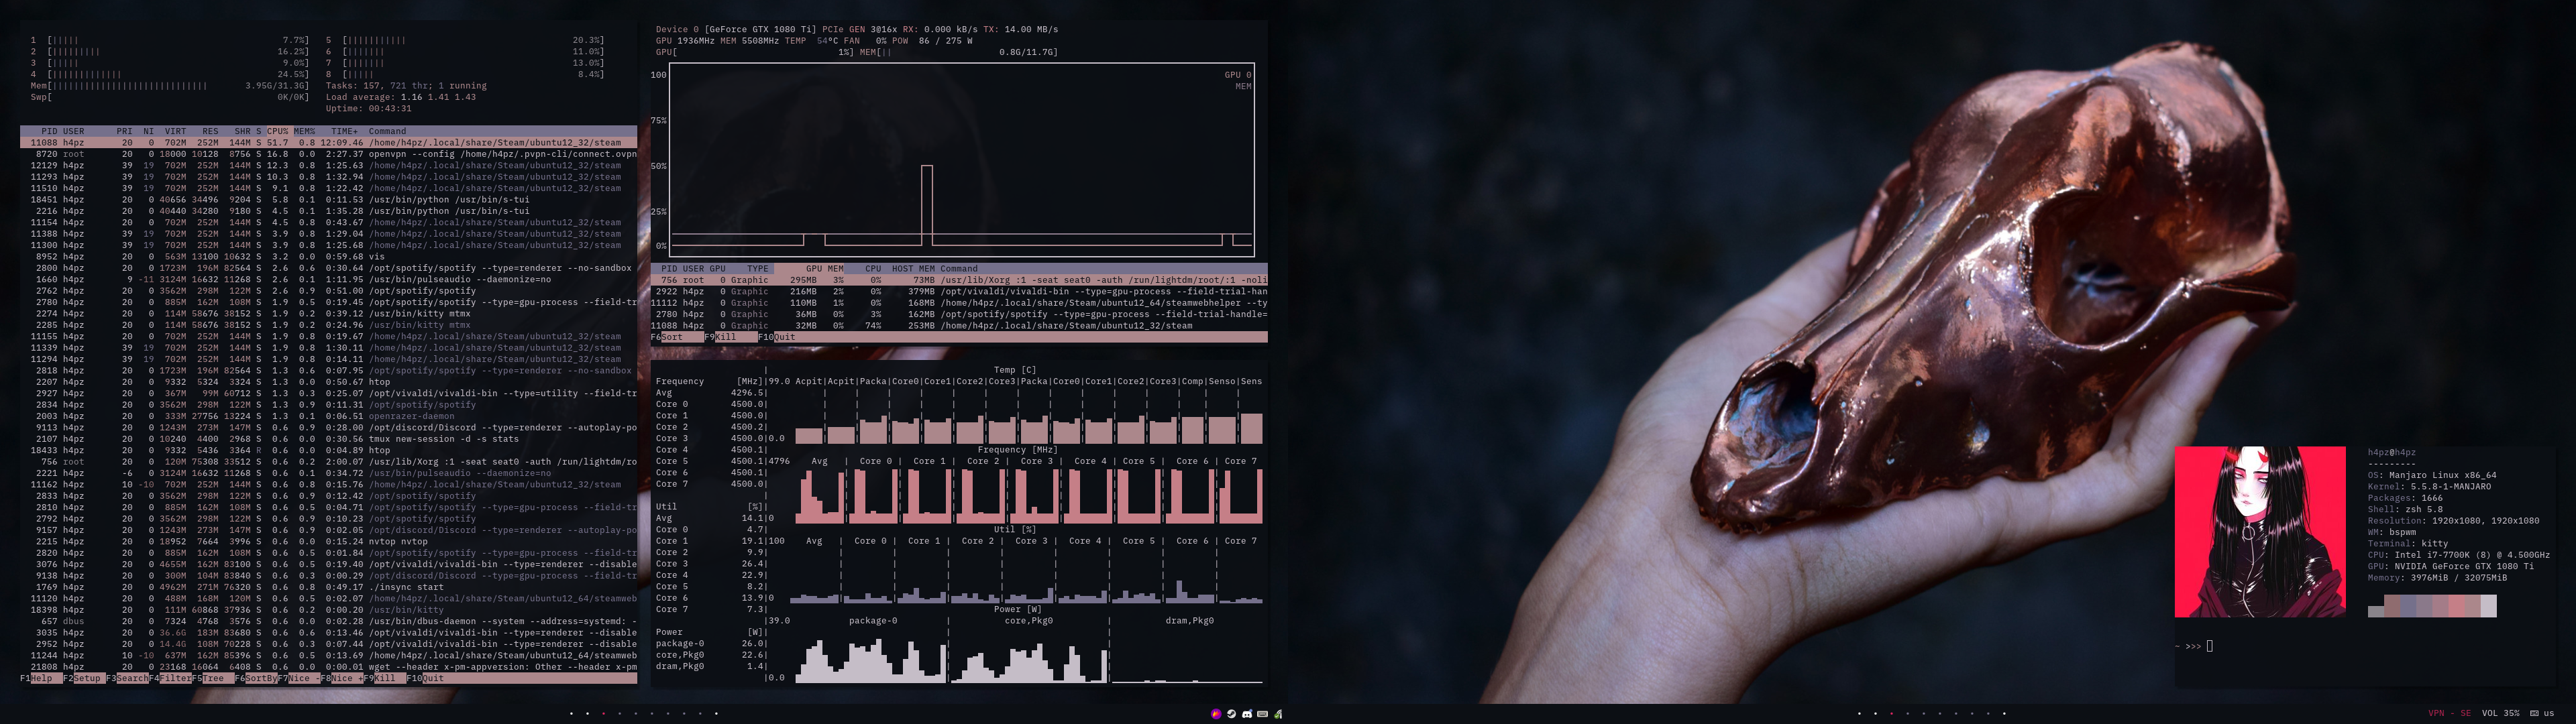 1 [||||| 7.7%] 5 [||||||||||| 20.3%]
2 [||||||||| 16.2%] 6 [||||||| 11.0%]
3 [||||| 9.0%] 7 [||||||| 13.0%]
4 [||||||||||||| 24.5%] 8 [||||| 8.4%]
Mem[|||||||||||||||||||||||||||||| 3.95G/31.3G] Tasks: 157, 721 thr; 1 running
Swp[ 0K/0K] Load average: 1.16 1.41 1.43
Uptime: 00:43:31
PID USER PRI NI VIRT RES SHR S CPU% MEM% TIME+ Command
11088 h4pz 20 0 702M 252M 144M S 51.7 0.8 12:09.46 /home/h4pz/.local/share/Steam/ubuntu12_32/steam
8720 root 20 0 18000 10128 8756 S 16.8 0.0 2:27.37 openvpn --config /home/h4pz/.pvpn-cli/connect.ovpn
12129 h4pz 39 19 702M 252M 144M S 12.3 0.8 1:25.63 /home/h4pz/.local/share/Steam/ubuntu12_32/steam
11293 h4pz 39 19 702M 252M 144M S 10.3 0.8 1:32.94 /home/h4pz/.local/share/Steam/ubuntu12_32/steam
11510 h4pz 39 19 702M 252M 144M S 9.1 0.8 1:22.42 /home/h4pz/.local/share/Steam/ubuntu12_32/steam
18451 h4pz 20 0 40656 34496 9204 S 5.8 0.1 0:11.53 /usr/bin/python /usr/bin/s-tui
2216 h4pz 20 0 40440 34280 9180 S 4.5 0.1 1:35.28 /usr/bin/python /usr/bin/s-tui
11154 h4pz 20 0 702M 252M 144M S 4.5 0.8 0:43.67 /home/h4pz/.local/share/Steam/ubuntu12_32/steam
11388 h4pz 39 19 702M 252M 144M S 3.9 0.8 1:29.04 /home/h4pz/.local/share/Steam/ubuntu12_32/steam
11300 h4pz 39 19 702M 252M 144M S 3.9 0.8 1:25.68 /home/h4pz/.local/share/Steam/ubuntu12_32/steam
8952 h4pz 20 0 563M 13100 10632 S 3.2 0.0 0:59.68 vis
2800 h4pz 20 0 1723M 196M 82564 S 2.6 0.6 0:30.64 /opt/spotify/spotify --type=renderer --no-sandbox
1660 h4pz 9 -11 3124M 16632 11268 S 2.6 0.1 1:11.95 /usr/bin/pulseaudio --daemonize=no
2762 h4pz 20 0 3562M 298M 122M S 2.6 0.9 0:51.00 /opt/spotify/spotify
2780 h4pz 20 0 885M 162M 108M S 1.9 0.5 0:19.45 /opt/spotify/spotify --type=gpu-process --field-tr
2274 h4pz 20 0 114M 58676 38152 S 1.9 0.2 0:39.12 /usr/bin/kitty mtmx
2285 h4pz 20 0 114M 58676 38152 S 1.9 0.2 0:24.96 /usr/bin/kitty mtmx
11155 h4pz 20 0 702M 252M 144M S 1.9 0.8 0:19.67 /home/h4pz/.local/share/Steam/ubuntu12_32/steam
11339 h4pz 39 19 702M 252M 144M S 1.9 0.8 1:30.11 /home/h4pz/.local/share/Steam/ubuntu12_32/steam
11294 h4pz 39 19 702M 252M 144M S 1.9 0.8 0:14.11 /home/h4pz/.local/share/Steam/ubuntu12_32/steam
2818 h4pz 20 0 1723M 196M 82564 S 1.3 0.6 0:07.95 /opt/spotify/spotify --type=renderer --no-sandbox
2207 h4pz 20 0 9332 5324 3324 S 1.3 0.0 0:50.67 htop
2927 h4pz 20 0 367M 99M 60712 S 1.3 0.3 0:25.07 /opt/vivaldi/vivaldi-bin --type=utility --field-tr
2834 h4pz 20 0 3562M 298M 122M S 1.3 0.9 0:11.31 /opt/spotify/spotify
2003 h4pz 20 0 333M 27756 13224 S 1.3 0.1 0:06.51 openrazer-daemon
9113 h4pz 20 0 1243M 273M 147M S 0.6 0.9 0:28.00 /opt/discord/Discord --type=renderer --autoplay-po
2107 h4pz 20 0 10240 4400 2968 S 0.6 0.0 0:30.56 tmux new-session -d -s stats
18433 h4pz 20 0 9332 5436 3364 R 0.6 0.0 0:04.89 htop
756 root 20 0 120M 75308 33512 S 0.6 0.2 2:00.07 /usr/lib/Xorg :1 -seat seat0 -auth /run/lightdm/ro
2221 h4pz -6 0 3124M 16632 11268 S 0.6 0.1 0:34.72 /usr/bin/pulseaudio --daemonize=no
11162 h4pz 10 -10 702M 252M 144M S 0.6 0.8 0:15.76 /home/h4pz/.local/share/Steam/ubuntu12_32/steam
2833 h4pz 20 0 3562M 298M 122M S 0.6 0.9 0:12.42 /opt/spotify/spotify
2810 h4pz 20 0 885M 162M 108M S 0.6 0.5 0:04.71 /opt/spotify/spotify --type=gpu-process --field-tr
2792 h4pz 20 0 3562M 298M 122M S 0.6 0.9 0:10.23 /opt/spotify/spotify
9157 h4pz 20 0 1243M 273M 147M S 0.6 0.9 0:02.05 /opt/discord/Discord --type=renderer --autoplay-po
2215 h4pz 20 0 18952 7664 3996 S 0.6 0.0 0:15.24 nvtop nvtop
2820 h4pz 20 0 885M 162M 108M S 0.6 0.5 0:01.84 /opt/spotify/spotify --type=gpu-process --field-tr
3076 h4pz 20 0 4655M 162M 83100 S 0.6 0.5 0:19.40 /opt/vivaldi/vivaldi-bin --type=renderer --disable
9138 h4pz 20 0 300M 104M 83840 S 0.6 0.3 0:00.29 /opt/discord/Discord --type=gpu-process --field-tr
1769 h4pz 20 0 4962M 271M 76320 S 0.6 0.8 0:49.17 ./insync start
11120 h4pz 20 0 488M 168M 120M S 0.6 0.5 0:02.07 /home/h4pz/.local/share/Steam/ubuntu12_64/steamweb
18398 h4pz 20 0 111M 60868 37936 S 0.6 0.2 0:00.20 /usr/bin/kitty
657 dbus 20 0 7324 4768 3576 S 0.6 0.0 0:02.28 /usr/bin/dbus-daemon --system --address=systemd: -
3035 h4pz 20 0 36.6G 183M 83680 S 0.6 0.6 0:13.46 /opt/vivaldi/vivaldi-bin --type=renderer --disable
2952 h4pz 20 0 14.4G 108M 70228 S 0.6 0.3 0:07.44 /opt/vivaldi/vivaldi-bin --type=renderer --disable
11244 h4pz 10 -10 637M 162M 85396 S 0.6 0.5 0:13.69 /home/h4pz/.local/share/Steam/ubuntu12_64/steamweb
21808 h4pz 20 0 23168 16064 6408 S 0.6 0.0 0:00.01 wget --header x-pm-appversion: Other --header x-pm
F1Help F2Setup F3SearchF4FilterF5Tree F6SortByF7Nice -F8Nice +F9Kill F10Quit
Device 0 [GeForce GTX 1080 Ti] PCIe GEN 3@16x RX: 0.000 kB/s TX: 14.00 MB/s
GPU 1936MHz MEM 5508MHz TEMP 54°C FAN 0% POW 86 / 275 W
GPU[ 1%] MEM[|| 0.8G/11.7G]
100 GPU 0
MEM
75%
50%
25%
0%
PID USER GPU TYPE GPU MEM CPU HOST MEM Command
756 root 0 Graphic 295MB 3% 0% 73MB /usr/lib/Xorg :1 -seat seat0 -auth /run/lightdm/root/:1 -noli
2922 h4pz 0 Graphic 216MB 2% 0% 379MB /opt/vivaldi/vivaldi-bin --type=gpu-process --field-trial-han
11112 h4pz 0 Graphic 110MB 1% 0% 168MB /home/h4pz/.local/share/Steam/ubuntu12_64/steamwebhelper --ty
2780 h4pz 0 Graphic 36MB 0% 3% 162MB /opt/spotify/spotify --type=gpu-process --field-trial-handle=
11088 h4pz 0 Graphic 32MB 0% 74% 253MB /home/h4pz/.local/share/Steam/ubuntu12_32/steam
F6Sort F9Kill F10Quit
Temp [C]
Frequency [MHz]|99.0 Acpit|Acpit|Packa|Core0|Core1|Core2|Core3|Packa|Core0|Core1|Core2|Core3|Comp|Senso|Sens
Avg 4296.5|
Core 0 4500.0|
Core 1 4500.0|
Core 2 4500.2|
Core 3 4500.0|0.0
Core 4 4500.1| Frequency [MHz]
Core 5 4500.1|4796 Avg | Core 0 | Core 1 | Core 2 | Core 3 | Core 4 | Core 5 | Core 6 | Core 7
Core 6 4500.1|
Core 7 4500.0|
Util [%]|
Avg 14.1|0
Core 0 4.7| Util [%]
Core 1 19.1|100 Avg | Core 0 | Core 1 | Core 2 | Core 3 | Core 4 | Core 5 | Core 6 | Core 7
Core 2 9.9|
Core 3 26.4|
Core 4 22.9|
Core 5 8.2|
Core 6 13.9|0
Core 7 7.3| Power [W]
|39.0 package-0 | core,Pkg0 | dram,Pkg0
Power [W]|
package-0 26.0|
core,Pkg0 22.6|
dram,Pkg0 1.4|
|0.0
h4pz@h4pz
---------
OS: Manjaro Linux x86_64
Kernel: 5.5.8-1-MANJARO
Packages: 1666
Shell: zsh 5.8
Resolution: 1920x1080, 1920x1080
WM: bspwm
Terminal: kitty
CPU: Intel i7-7700K (8) @ 4.500GHz
GPU: NVIDIA GeForce GTX 1080 Ti
Memory: 3976MiB / 32075MiB
~ >>>
VPN - SE VOL 35% us